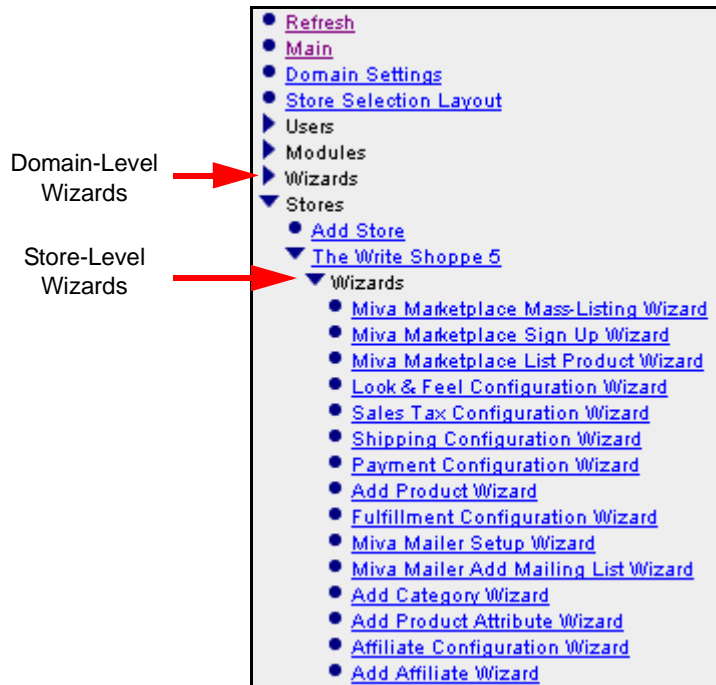 Refresh
Main
Domain Settings
Store Selection Layout
Users
Modules
Domain-Level
Wizards
Wizards
Stores
Add Store
Store-Level
Wizards
The Write Shoppe 5
Wizards
Miva Marketplace Mass-Listing Wizard
Miva Marketplace Sign Up Wizard
Miva Marketplace List Product Wizard
Look & Feel Configuration Wizard
Sales Tax Configuration Wizard
Shipping Configuration Wizard
Payment Configuration Wizard
Add Product Wizard
Fulfillment Configuration Wizard
Miva Mailer Setup Wizard
Miva Mailer Add Mailing List Wizard
Add Category Wizard
Add Product Attribute Wizard
Affiliate Configuration Wizard
Add Affiliate Wizard